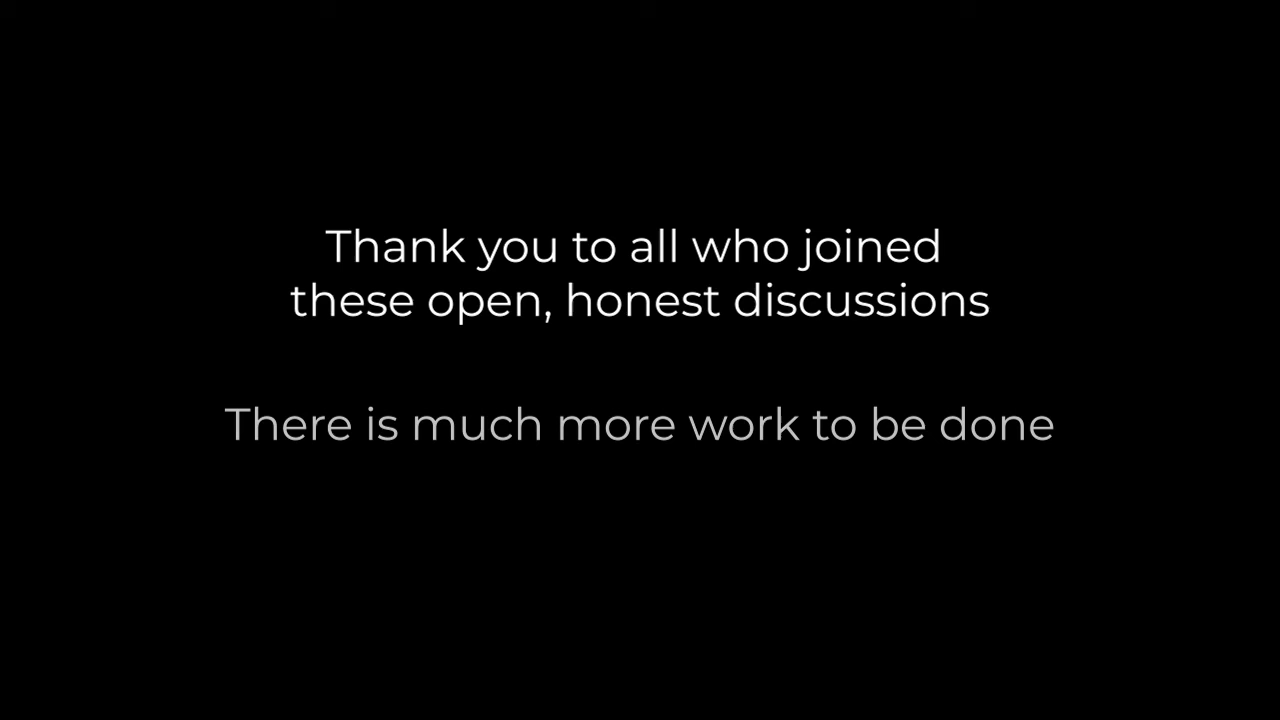 Thank you to all who joined
these open, honest discussions
There is much more work to be done